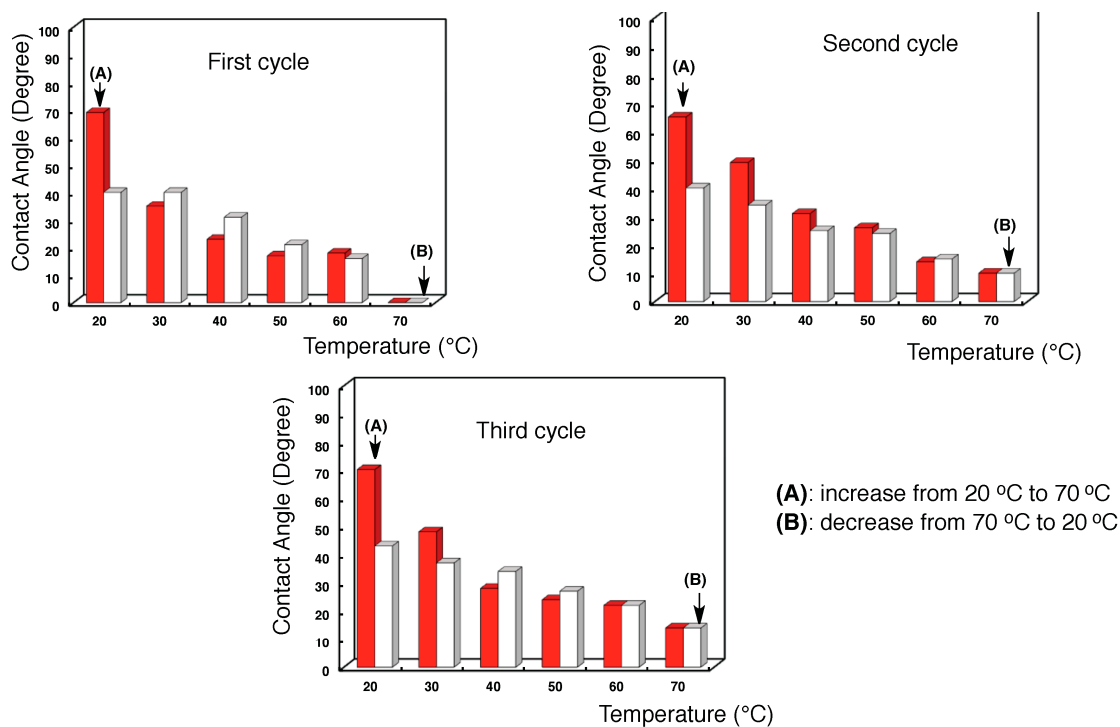 First cycle
(A)
(B)
Contact Angle (Degree)
100
90
80
70
60
50
40
30
20
10
0
20 30 40 50 60 70
Temperature (°C)
Second cycle
(A)
(B)
Contact Angle (Degree)
100
90
80
70
60
50
40
30
20
10
0
20 30 40 50 60 70
Temperature (°C)
Third cycle
(A)
(B)
Contact Angle (Degree)
100
90
80
70
60
50
40
30
20
10
0
20 30 40 50 60 70
Temperature (°C)
(A): increase from 20 ºC to 70 ºC
(B): decrease from 70 ºC to 20 ºC